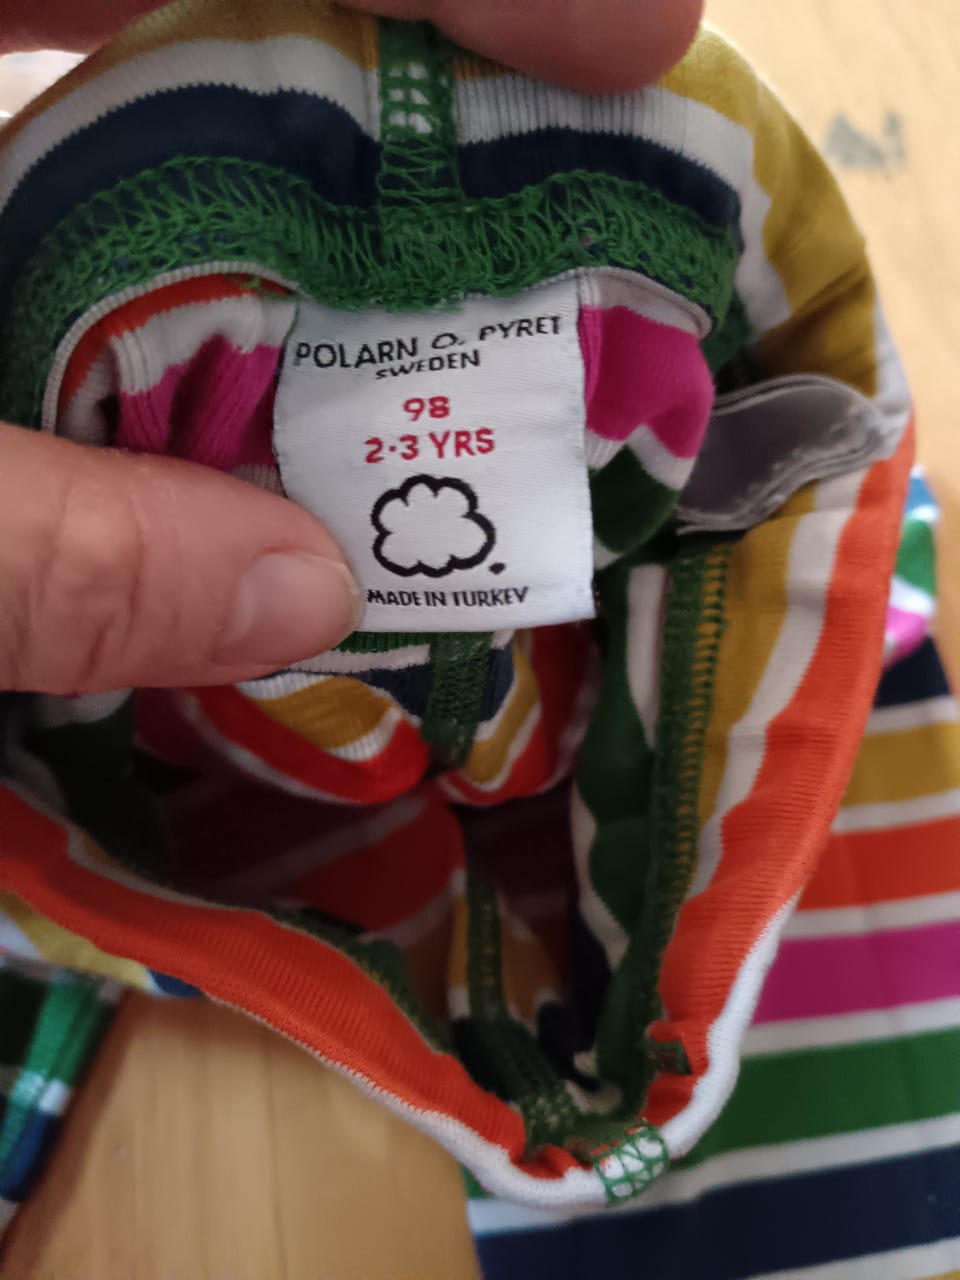 POLARN O. PYRET
SWEDEN
98
2-3 YRS
MADE IN TURKEY